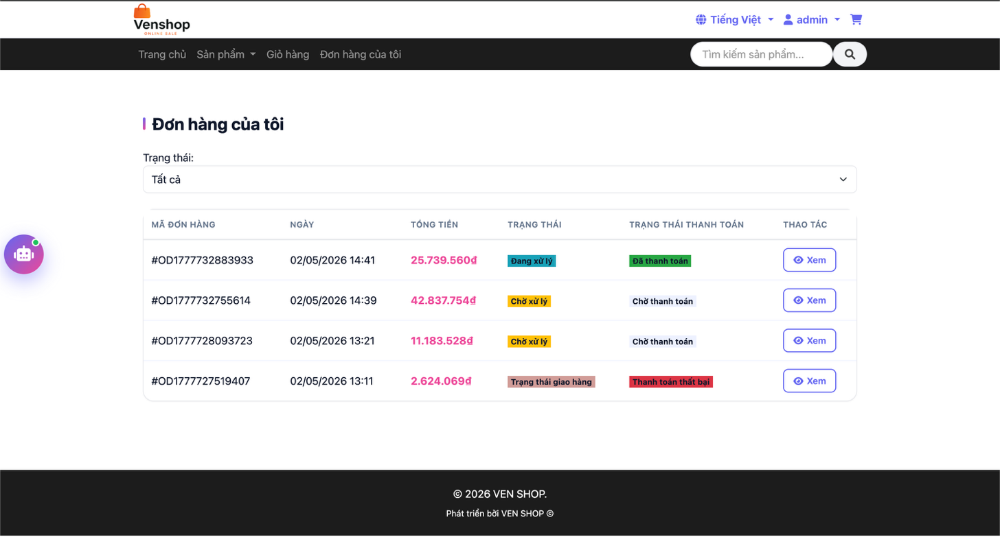 Venshop
ONLINE SALE
Tiếng Việt admin
Trang chủ Sản phẩm Giỏ hàng Đơn hàng của tôi Tìm kiếm sản phẩm...
Đơn hàng của tôi
Trạng thái:
Tất cả
MÃ ĐƠN HÀNG NGÀY TỔNG TIỀN TRẠNG THÁI TRẠNG THÁI THANH TOÁN THAO TÁC
#OD1777732883933 02/05/2026 14:41 25.739.560₫ Đang xử lý Đã thanh toán Xem
#OD1777732755614 02/05/2026 14:39 42.837.754₫ Chờ xử lý Chờ thanh toán Xem
#OD1777728093723 02/05/2026 13:21 11.183.528₫ Chờ xử lý Chờ thanh toán Xem
#OD1777727519407 02/05/2026 13:11 2.624.069₫ Trạng thái giao hàng Thanh toán thất bại Xem
© 2026 VEN SHOP.
Phát triển bởi VEN SHOP ©